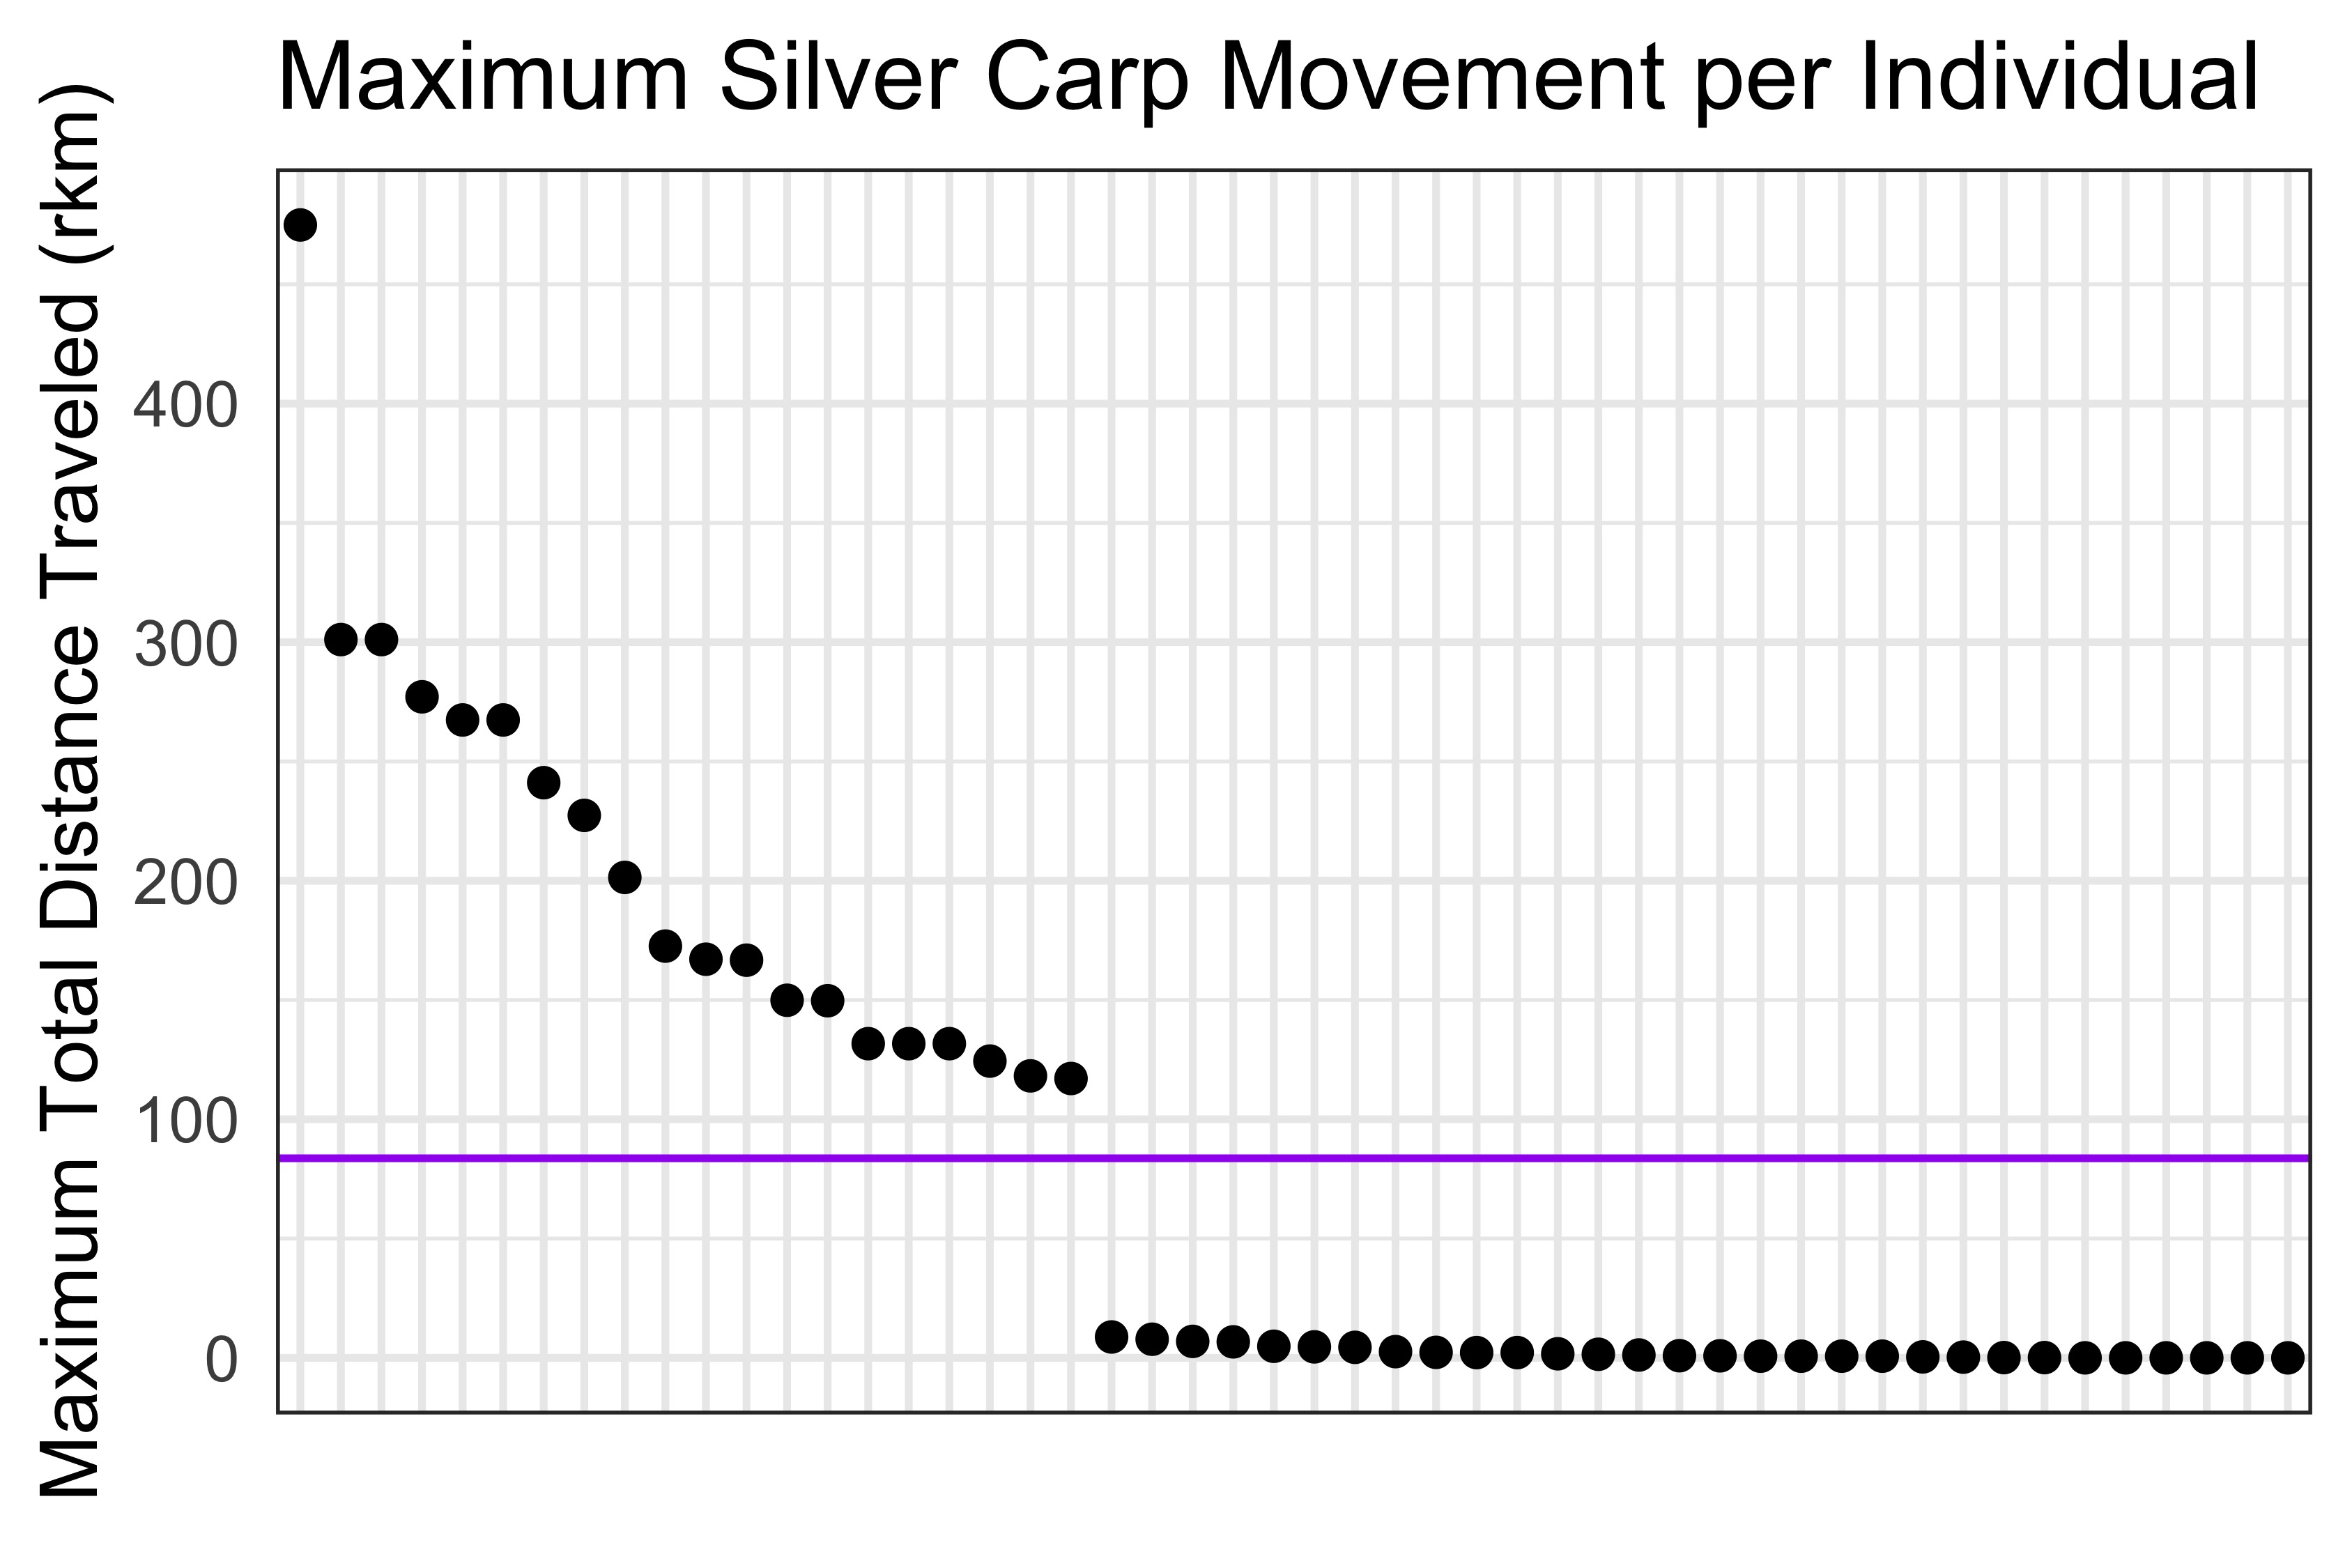 Maximum Silver Carp Movement per Individual
Maximum Total Distance Traveled (rkm)
400
300
200
100
0